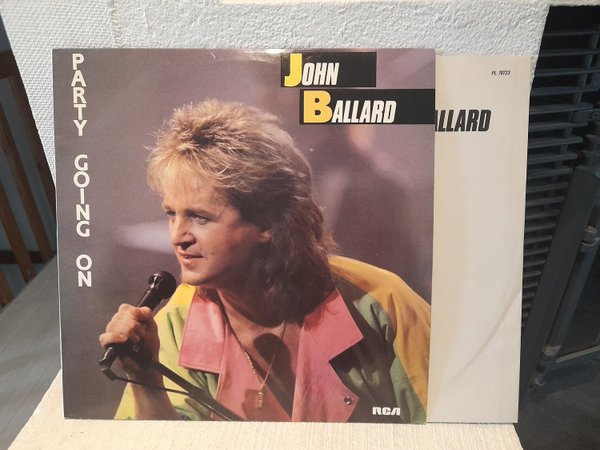 PARTY GOING ON
JOHN
BALLARD
RCA
PL 70723
ALLARD